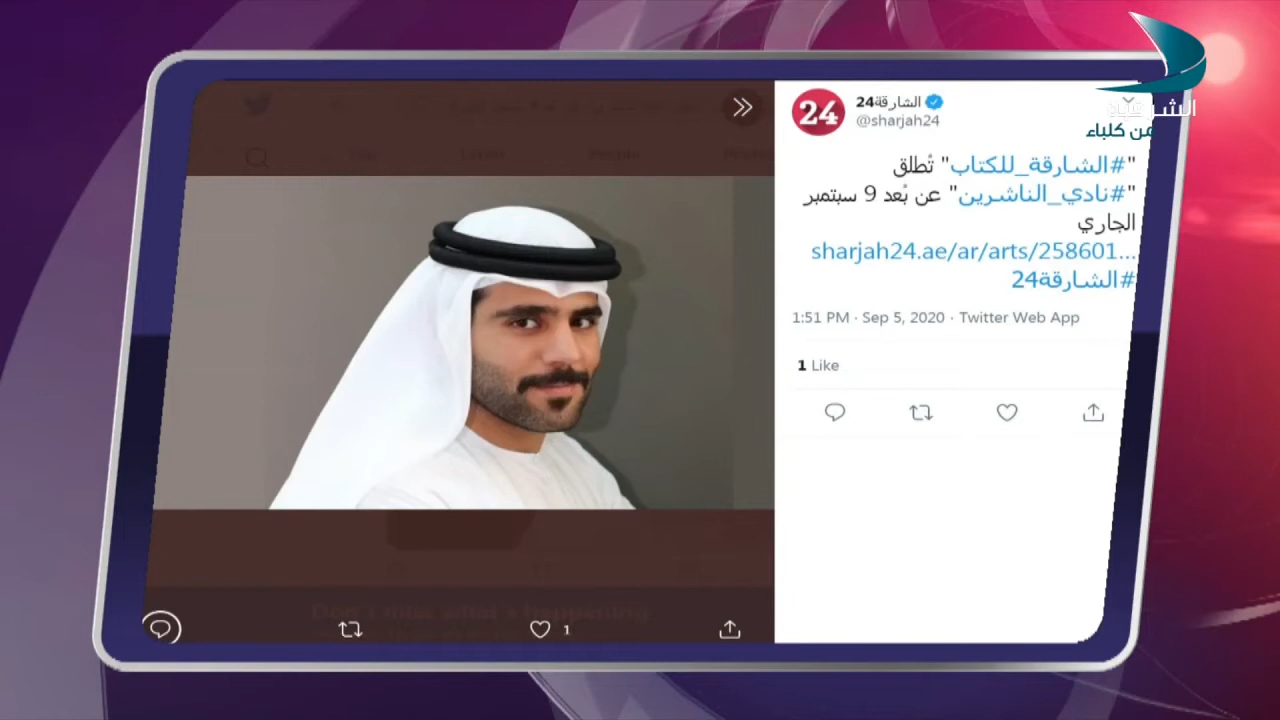 الشرقية
من كلباء
24
الشارقة24
@sharjah24
"#الشارقة_للكتاب" تُطلق
"#نادي_الناشرين" عن بُعد 9 سبتمبر
الجاري
sharjah24.ae/ar/arts/258601...
#الشارقة24
1:51 PM · Sep 5, 2020 · Twitter Web App
1 Like
1